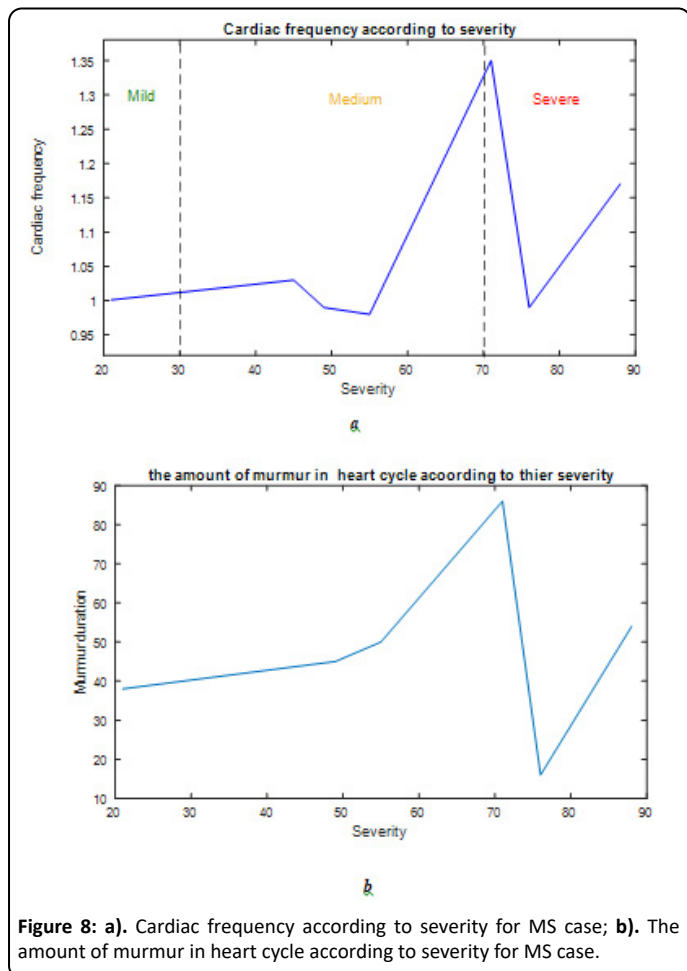 Cardiac frequency according to severity
1.35
1.3
1.25
1.2
1.15
1.1
1.05
1
0.95
Cardiac frequency
Mild
Medium
Severe
20 30 40 50 60 70 80 90
Severity
a
the amount of murmur in heart cycle acoording to thier severity
90
80
70
60
50
40
30
20
10
Murmur duration
20 30 40 50 60 70 80 90
Severity
b
Figure 8: a). Cardiac frequency according to severity for MS case; b). The
amount of murmur in heart cycle according to severity for MS case.